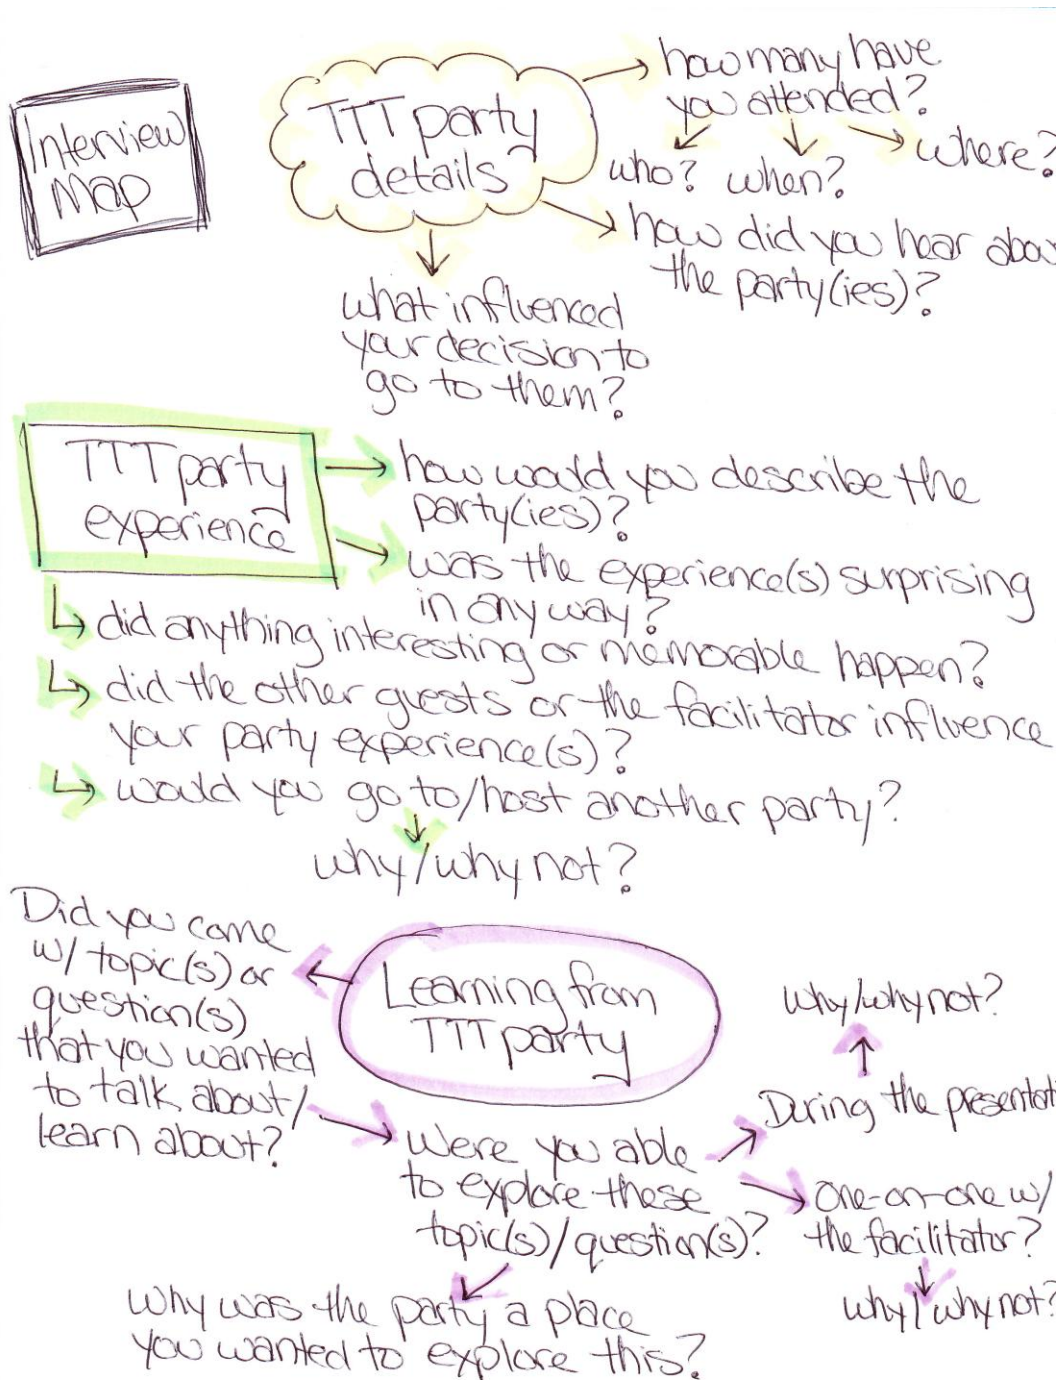 Interview
Map
TTT party
details
how many have
you attended?
who?
when?
where?
how did you hear abou
the party(ies)?
what influenced
your decision to
go to them?
TTT party
experience
how would you describe the
party(ies)?
was the experience(s) surprising
in any way?
did anything interesting or memorable happen?
did the other guests or the facilitator influence
your party experience(s)?
would you go to/host another party?
why/why not?
Learning from
TTT party
Did you come
w/ topic(s) or
question(s)
that you wanted
to talk about/
learn about?
Were you able
to explore these
topic(s)/question(s)?
During the presentati
why/why not?
One-on-one w/
the facilitator?
why/why not?
Why was the party a place
you wanted to explore this?